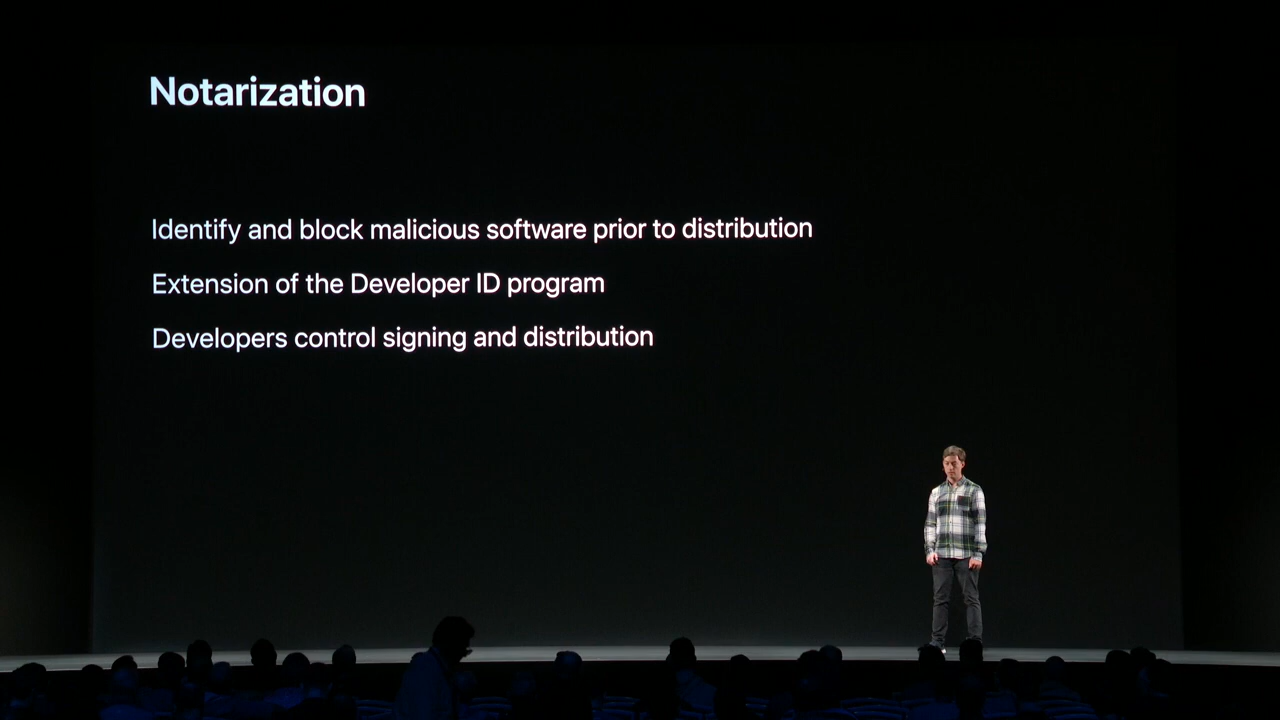 Notarization
Identify and block malicious software prior to distribution
Extension of the Developer ID program
Developers control signing and distribution